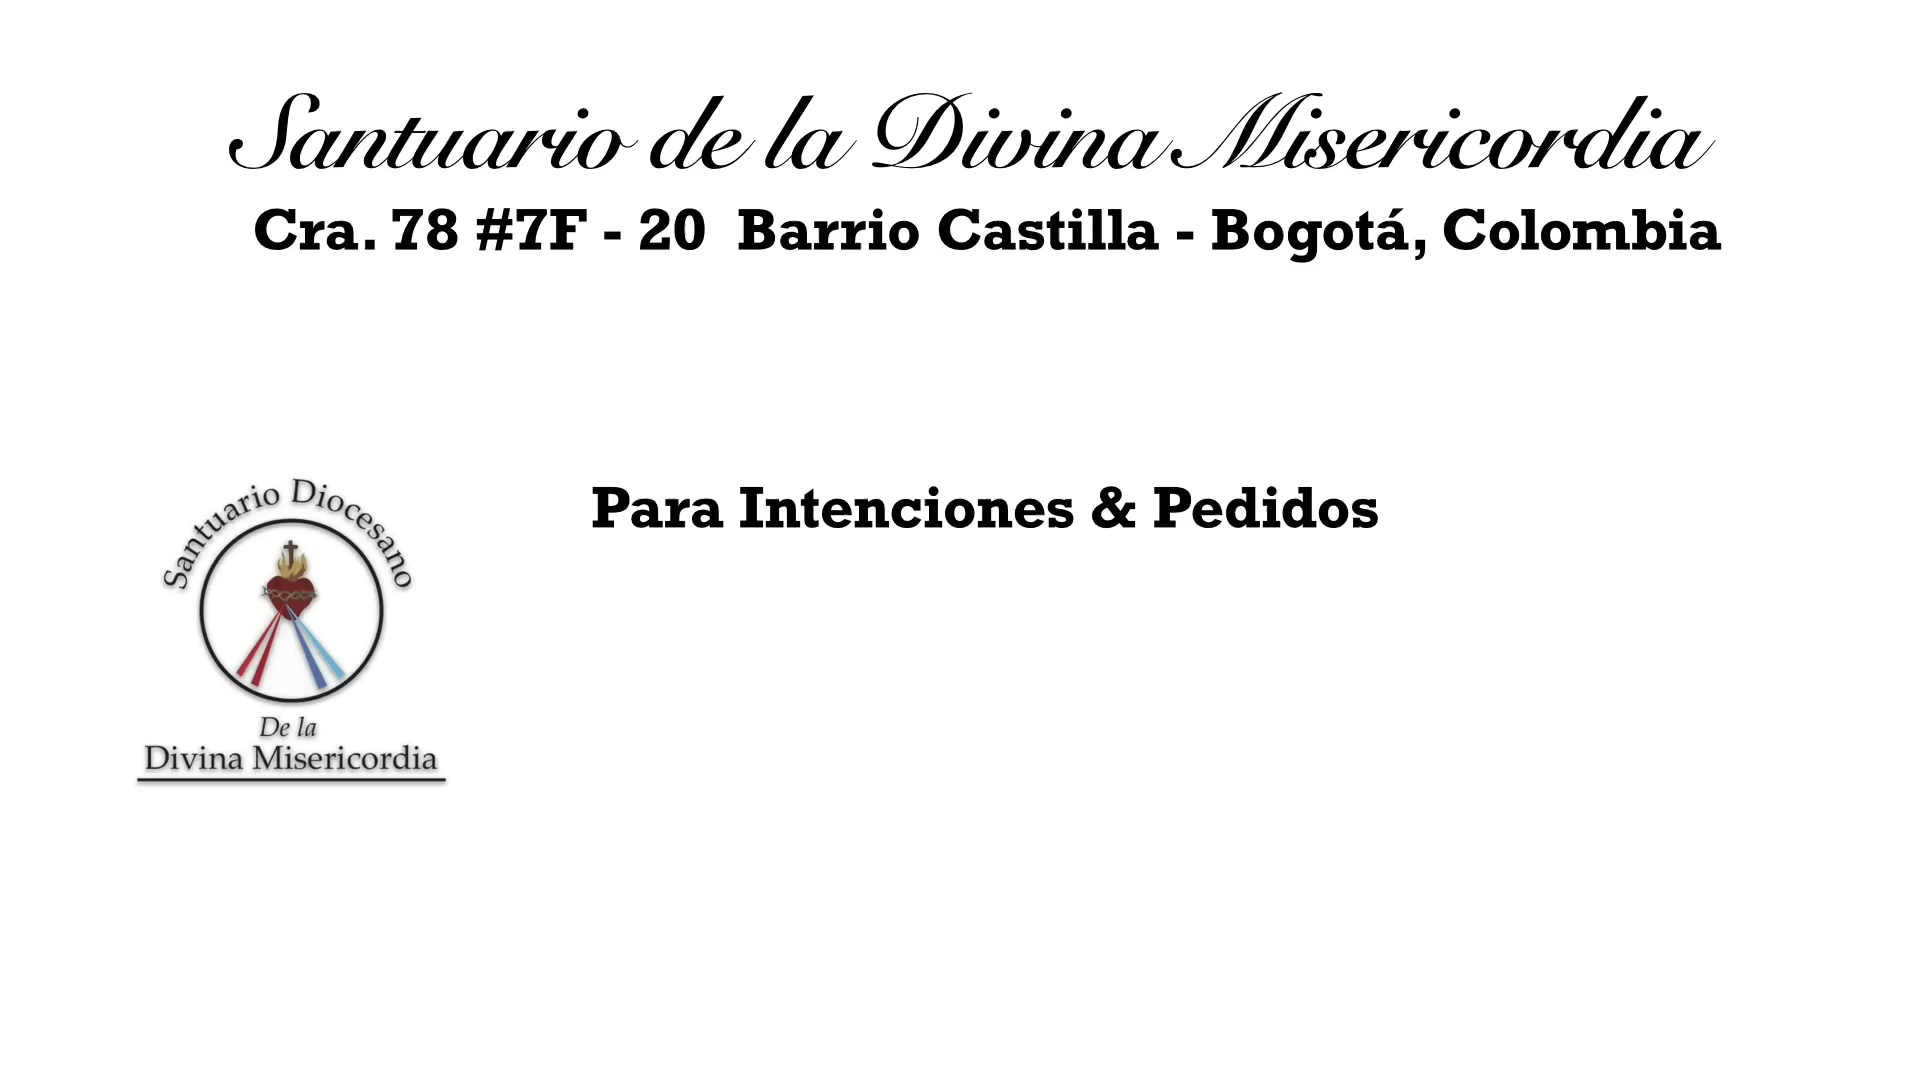 Santuario de la Divina Misericordia
Cra. 78 #7F - 20 Barrio Castilla - Bogotá, Colombia
Para Intenciones & Pedidos
Santuario Diocesano
De la
Divina Misericordia